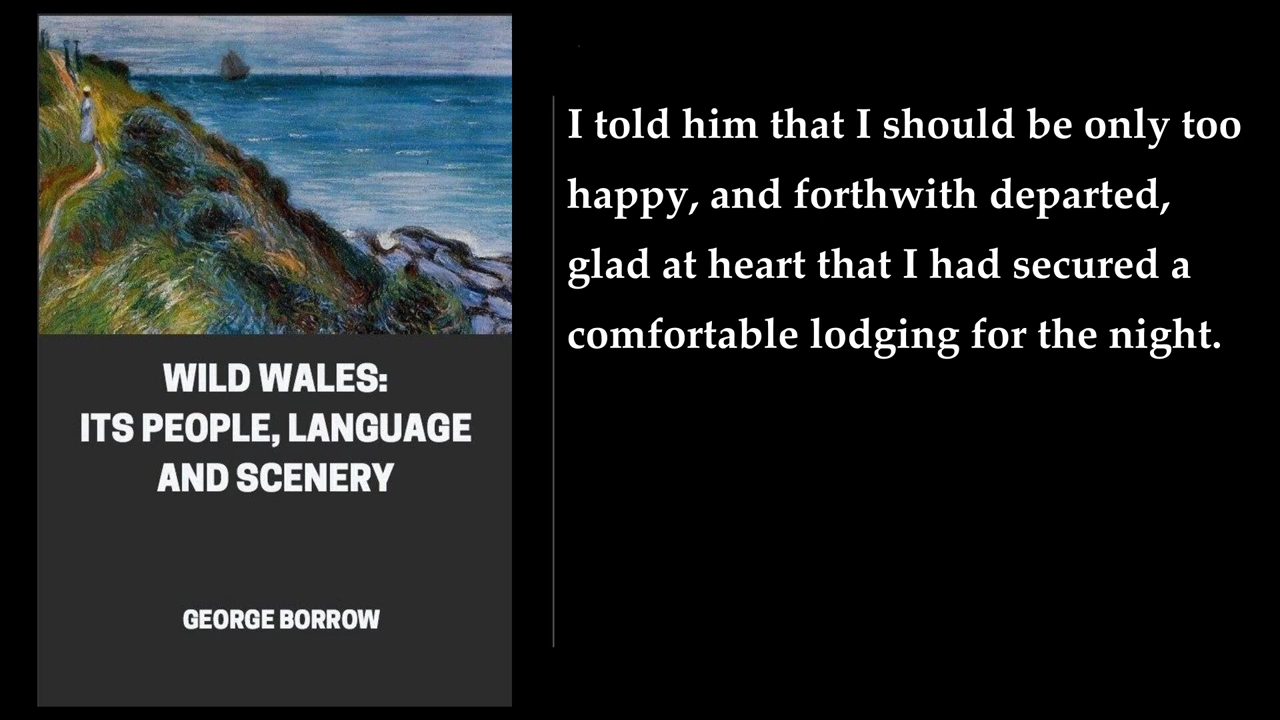 WILD WALES:
ITS PEOPLE, LANGUAGE
AND SCENERY
GEORGE BORROW
I told him that I should be only too
happy, and forthwith departed,
glad at heart that I had secured a
comfortable lodging for the night.